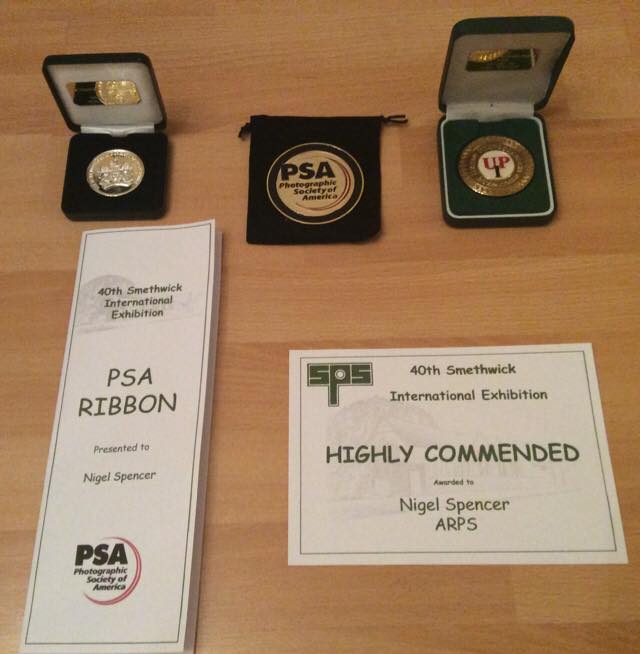 PSA
Photographic
Society of
America
UPI
40th Smethwick
International
Exhibition
PSA
RIBBON
Presented to
Nigel Spencer
PSA
Photographic
Society of
America
sps
40th Smethwick
International Exhibition
HIGHLY COMMENDED
Awarded to
Nigel Spencer
ARPS